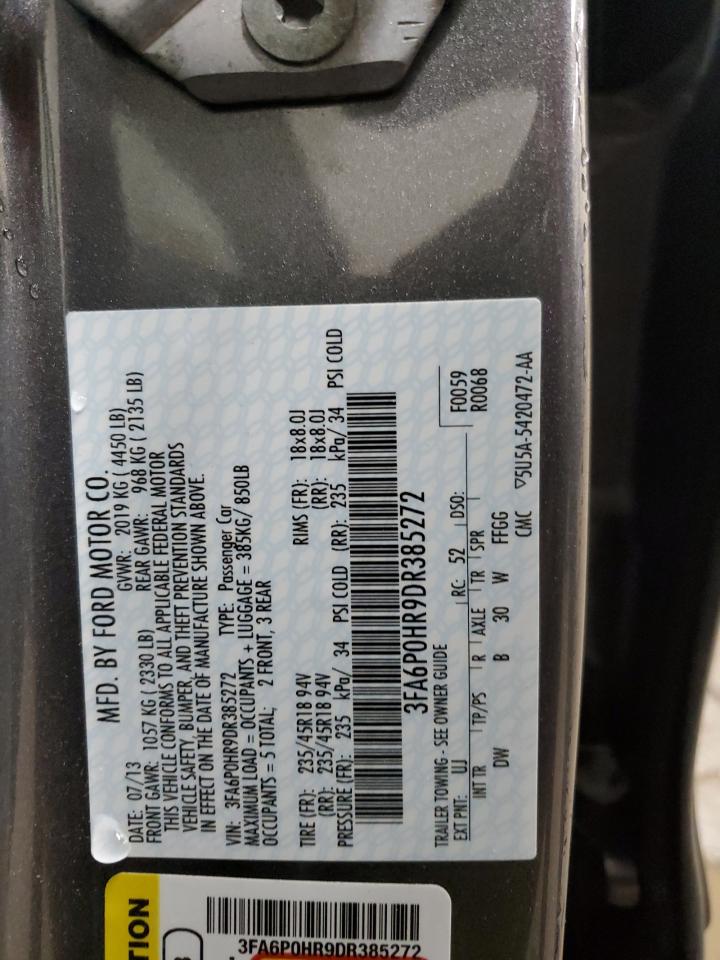 MFD. BY FORD MOTOR CO.
DATE: 07/13 GVWR: 2019 KG ( 4450 LB)
FRONT GAWR: 1057 KG ( 2330 LB) REAR GAWR: 968 KG ( 2135 LB)
THIS VEHICLE CONFORMS TO ALL APPLICABLE FEDERAL MOTOR
VEHICLE SAFETY, BUMPER, AND THEFT PREVENTION STANDARDS
IN EFFECT ON THE DATE OF MANUFACTURE SHOWN ABOVE.
VIN: 3FA6P0HR9DR385272 TYPE: Passenger Car
MAXIMUM LOAD = OCCUPANTS + LUGGAGE = 385KG/ 850LB
OCCUPANTS = 5 TOTAL; 2 FRONT, 3 REAR
TIRE (FR): 235/45R18 94V RIMS (FR): 18x8.0J
(RR): 235/45R18 94V (RR): 18x8.0J
PRESSURE (FR): 235 kPa/ 34 PSI COLD (RR): 235 kPa/ 34 PSI COLD
3FA6P0HR9DR385272
TRAILER TOWING - SEE OWNER GUIDE
F0059
EXT PNT: UJ RC: 52 DSO:
R0068
INT TR TP/PS R AXLE TR SPR
DW B 30 W FFGG
CMC ▽5U5A-5420472-AA
TION
3FA6P0HR9DR385272